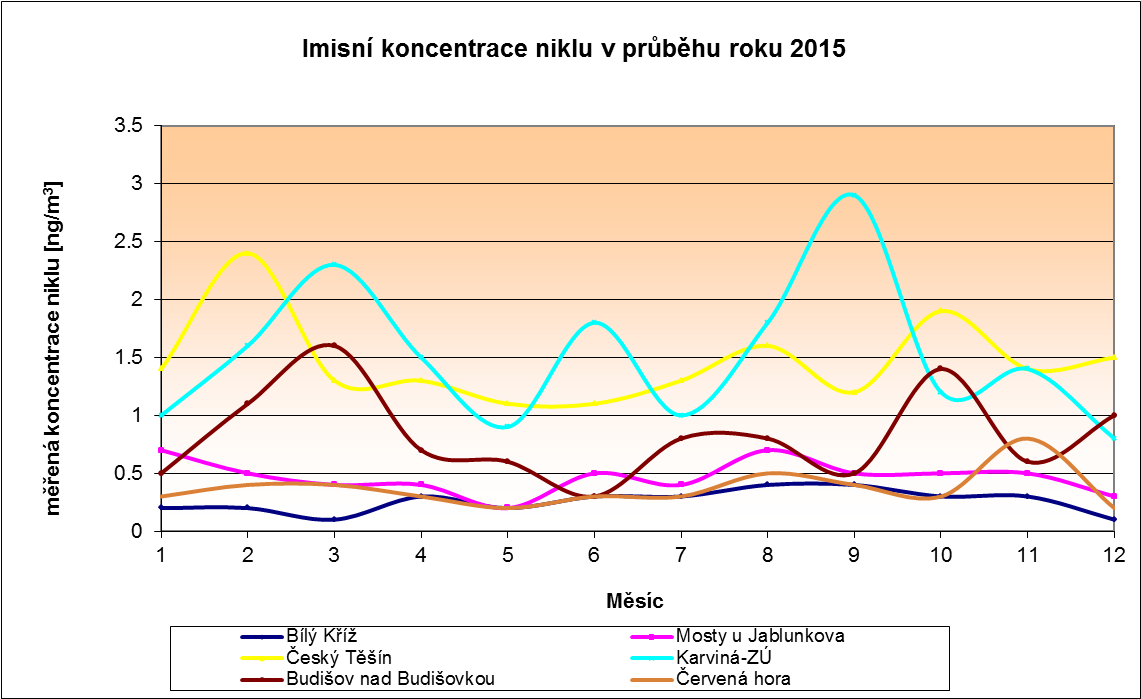 Imisní koncentrace niklu v průběhu roku 2015
měřená koncentrace niklu [ng/m³]
3.5
3
2.5
2
1.5
1
0.5
0
1 2 3 4 5 6 7 8 9 10 11 12
Měsíc
Bílý Kříž Mosty u Jablunkova
Český Těšín Karviná-ZÚ
Budišov nad Budišovkou Červená hora